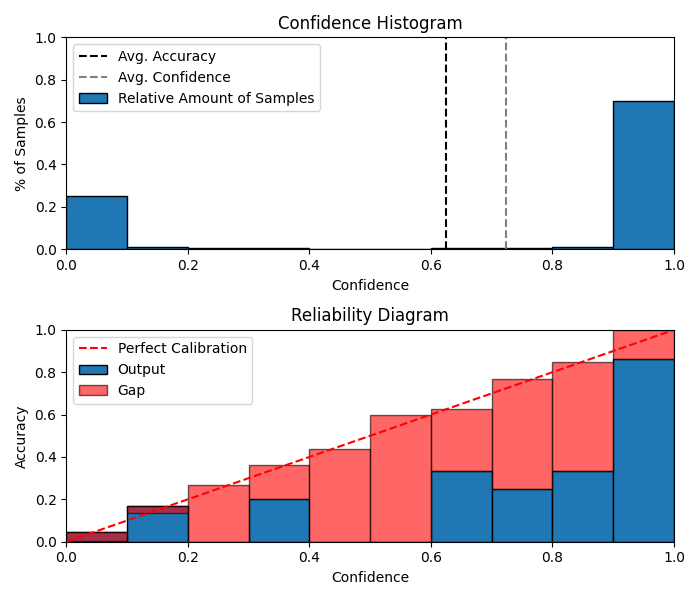 Confidence Histogram
1.0
0.8
0.6
0.4
0.2
0.0
% of Samples
Avg. Accuracy
Avg. Confidence
Relative Amount of Samples
0.0 0.2 0.4 0.6 0.8 1.0
Confidence
Reliability Diagram
1.0
0.8
0.6
0.4
0.2
0.0
Accuracy
Perfect Calibration
Output
Gap
0.0 0.2 0.4 0.6 0.8 1.0
Confidence